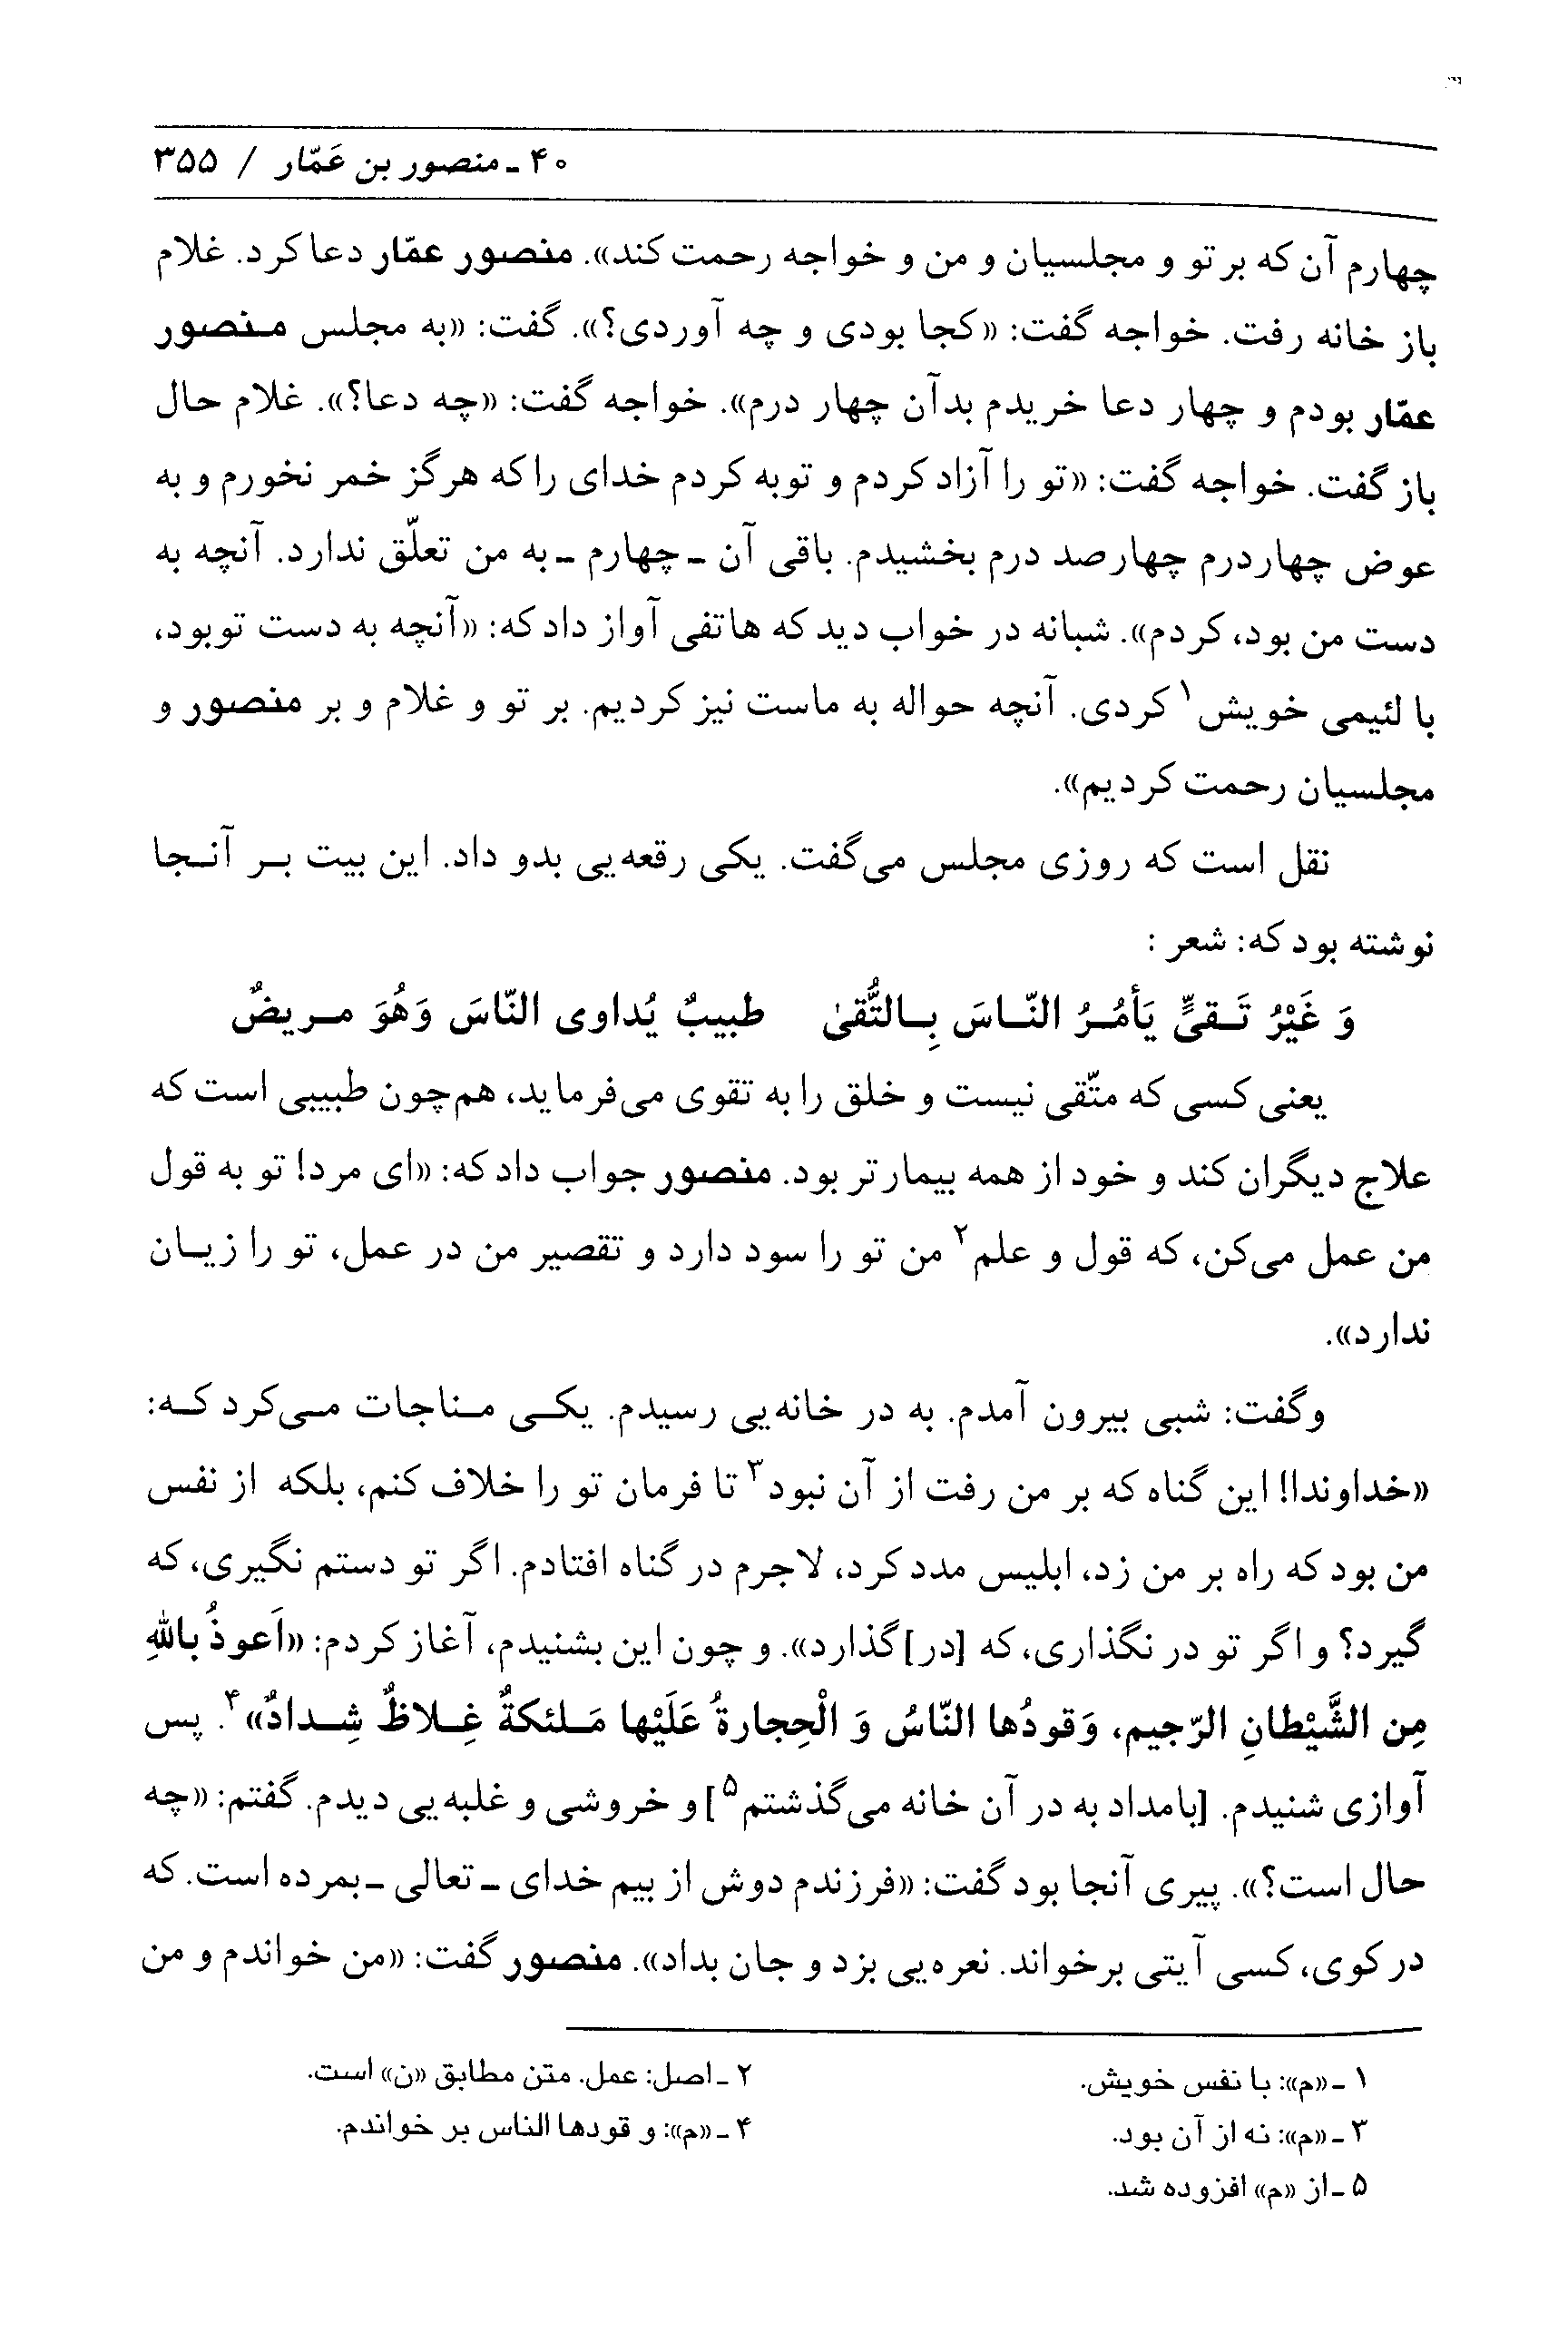 ۴۰ ـ منصور بن عَمّار / ۳۵۵
چهارم آن که بر تو و مجلسیان و من و خواجه رحمت کند». منصور عمّار دعا کرد. غلام
باز خانه رفت. خواجه گفت: «کجا بودی و چه آوردی؟». گفت: «به مجلس منصور
عمّار بودم و چهار دعا خریدم بدآن چهار درم». خواجه گفت: «چه دعا؟». غلام حال
باز گفت. خواجه گفت: «تو را آزاد کردم و توبه کردم خدای را که هرگز خمر نخورم و به
عوض چهاردرم چهارصد درم بخشیدم. باقی آن ـ چهارم ـ به من تعلّق ندارد. آنچه به
دست من بود، کردم». شبانه در خواب دید که هاتفی آواز داد که: «آنچه به دست توبود،
با لئیمی خویش۱ کردی. آنچه حواله به ماست نیز کردیم. بر تو و غلام و بر منصور و
مجلسیان رحمت کردیم».
نقل است که روزی مجلس می‌گفت. یکی رقعه‌یی بدو داد. این بیت بر آنجا
نوشته بود که: شعر :
وَ غَیْرُ تَقیٍّ یَأمُرُ النّاسَ بِالتُّقیٰ    طبیبٌ یُداوی النّاسَ وَهُوَ مریضٌ
یعنی کسی که متّقی نیست و خلق را به تقوی می‌فرماید، هم‌چون طبیبی است که
علاج دیگران کند و خود از همه بیمارتر بود. منصور جواب داد که: «ای مرد! تو به قول
من عمل می‌کن، که قول و علم۲ من تو را سود دارد و تقصیر من در عمل، تو را زیان
ندارد».
وگفت: شبی بیرون آمدم. به در خانه‌یی رسیدم. یکی مناجات می‌کرد که:
«خداوندا! این گناه که بر من رفت از آن نبود۳ تا فرمان تو را خلاف کنم، بلکه از نفس
من بود که راه بر من زد، ابلیس مدد کرد، لاجرم در گناه افتادم. اگر تو دستم نگیری، که
گیرد؟ و اگر تو در نگذاری، که [در] گذارد». و چون این بشنیدم، آغاز کردم: «اَعوذُ بِاللهِ
مِن الشَّیْطانِ الرّجیم، وَقودُها النّاسُ وَ الْحِجارةُ عَلَیْها مَلئکةٌ غِلاظٌ شِدادٌ»۴. پس
آوازی شنیدم. [بامداد به در آن خانه می‌گذشتم۵] و خروشی و غلبه‌یی دیدم. گفتم: «چه
حال است؟». پیری آنجا بود گفت: «فرزندم دوش از بیم خدای ـ تعالی ـ بمرده است. که
در کوی، کسی آیتی برخواند. نعره‌یی بزد و جان بداد». منصور گفت: «من خواندم و من
۱ ـ «م»: با نفس خویش.    ۲ ـ اصل: عمل. متن مطابق «ن» است.
۳ ـ «م»: نه از آن بود.    ۴ ـ «م»: و قودها الناس بر خواندم.
۵ ـ از «م» افزوده شد.